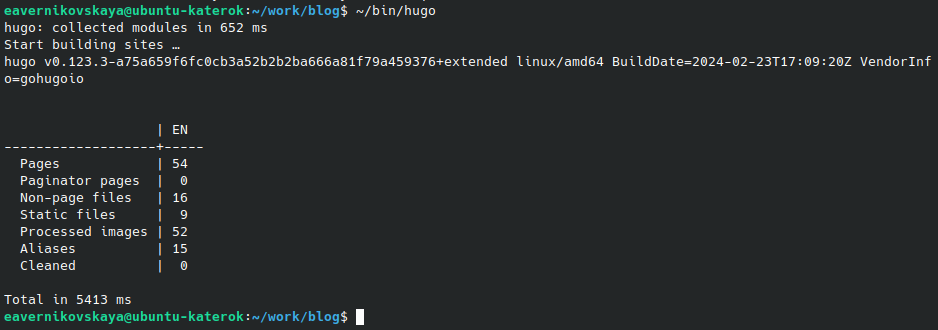 eavernikovskaya@ubuntu-katerok:~/work/blog$ ~/bin/hugo
hugo: collected modules in 652 ms
Start building sites …
hugo v0.123.3-a75a659f6fc0cb3a52b2b2ba666a81f79a459376+extended linux/amd64 BuildDate=2024-02-23T17:09:20Z VendorInf
o=gohugoio
                   | EN
-------------------+-----
  Pages            | 54
  Paginator pages  |  0
  Non-page files   | 16
  Static files     |  9
  Processed images | 52
  Aliases          | 15
  Cleaned          |  0
Total in 5413 ms
eavernikovskaya@ubuntu-katerok:~/work/blog$